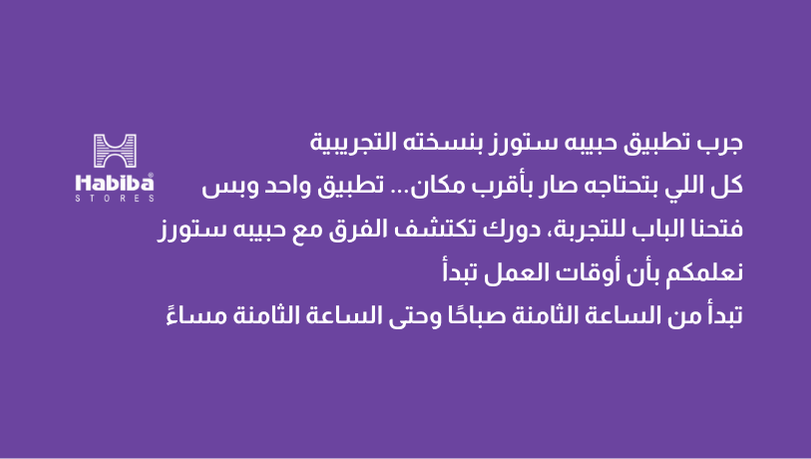 جرب تطبيق حبيبه ستورز بنسخته التجريبية
كل اللي بتحتاجه صار بأقرب مكان... تطبيق واحد وبس
فتحنا الباب للتجربة، دورك تكتشف الفرق مع حبيبه ستورز
نعلمكم بأن أوقات العمل تبدأ
تبدأ من الساعة الثامنة صباحًا وحتى الساعة الثامنة مساءً
Habiba®
STORES